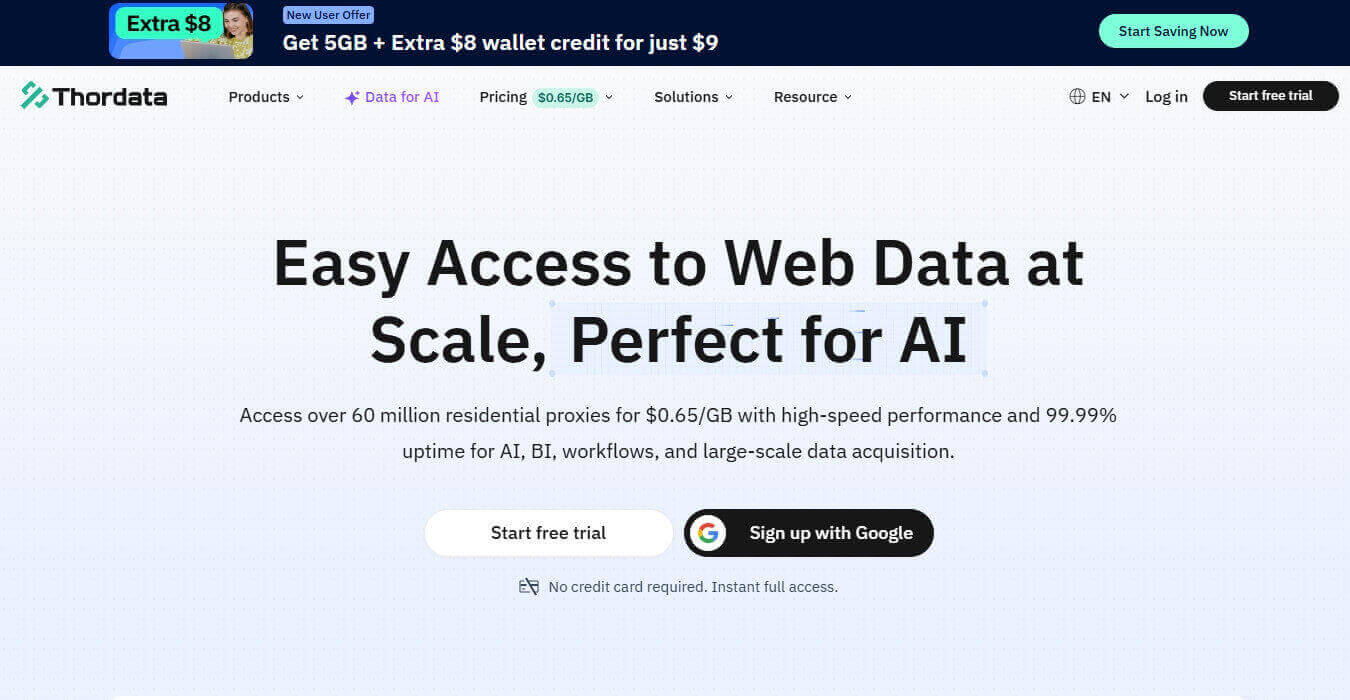 Extra $8
New User Offer
Get 5GB + Extra $8 wallet credit for just $9
Start Saving Now
Thordata
Products
Data for AI
Pricing $0.65/GB
Solutions
Resource
EN
Log in
Start free trial
Easy Access to Web Data at
Scale, Perfect for AI
Access over 60 million residential proxies for $0.65/GB with high-speed performance and 99.99%
uptime for AI, BI, workflows, and large-scale data acquisition.
Start free trial
Sign up with Google
No credit card required. Instant full access.